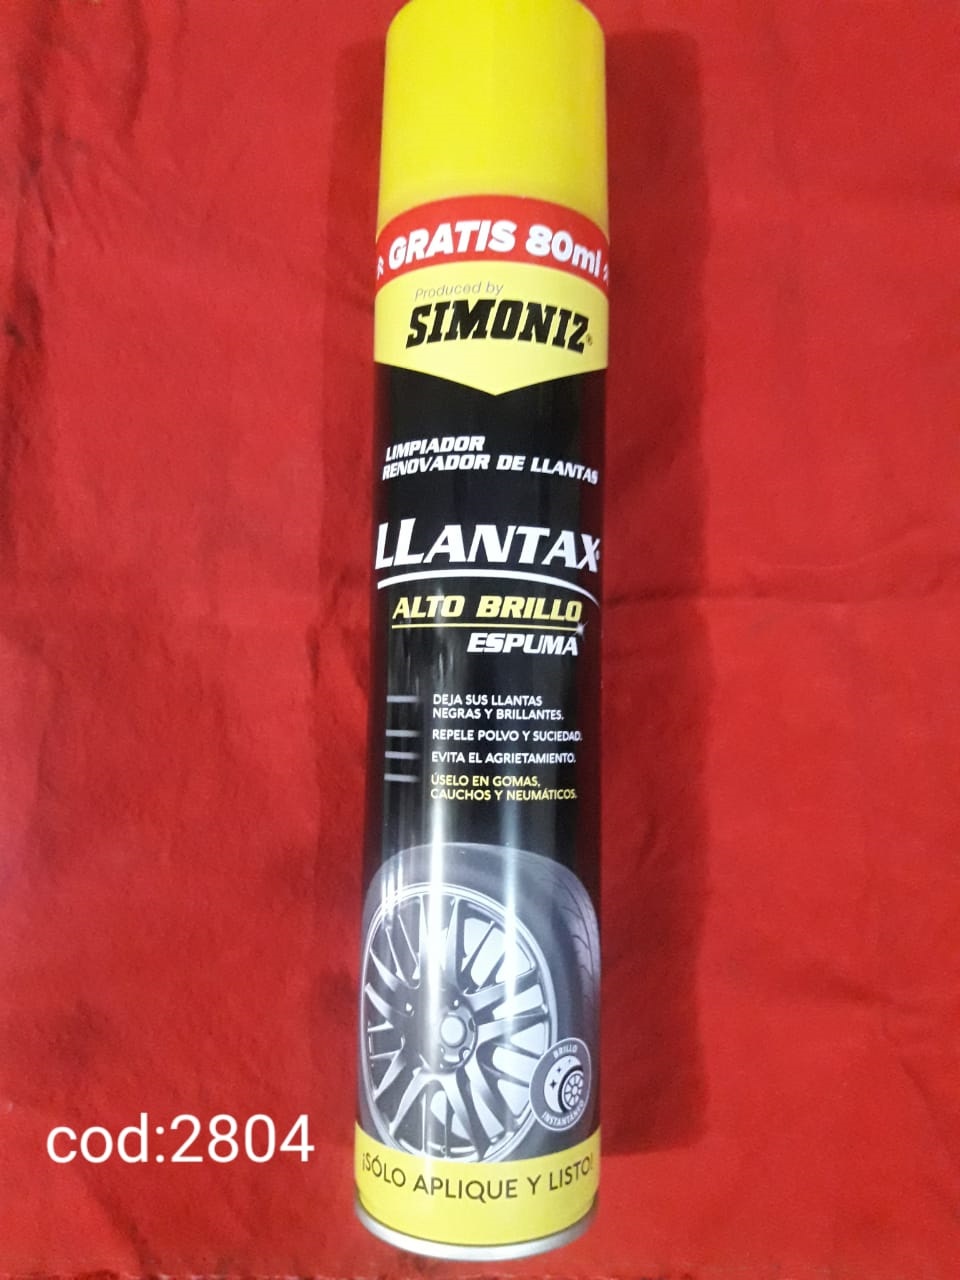 GRATIS 80ml
Produced by
SIMONIZ®
LIMPIADOR
RENOVADOR DE LLANTAS
LLANTAX
ALTO BRILLO
ESPUMA
DEJA SUS LLANTAS
NEGRAS Y BRILLANTES.
REPELE POLVO Y SUCIEDAD.
EVITA EL AGRIETAMIENTO.
ÚSELO EN GOMAS,
CAUCHOS Y NEUMÁTICOS.
BRILLO
INSTANTÁNEO
cod:2804
¡SÓLO APLIQUE Y LISTO!